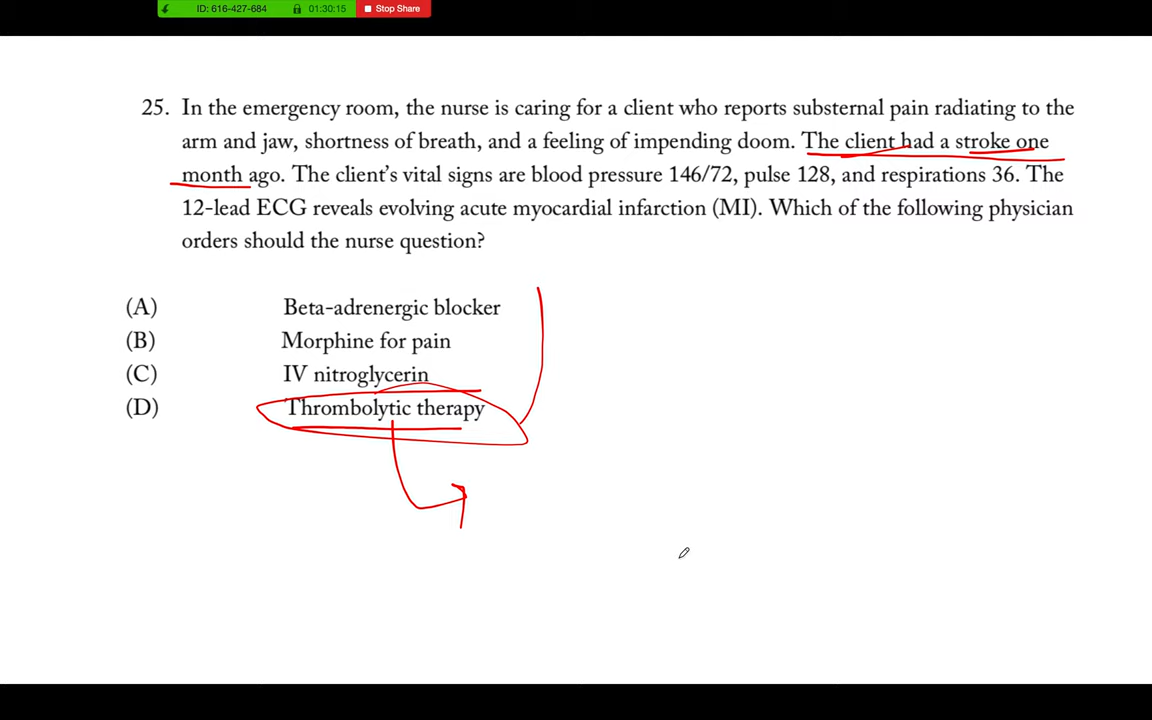 ID: 616-427-684 01:30:15 Stop Share
25. In the emergency room, the nurse is caring for a client who reports substernal pain radiating to the
arm and jaw, shortness of breath, and a feeling of impending doom. The client had a stroke one
month ago. The client's vital signs are blood pressure 146/72, pulse 128, and respirations 36. The
12-lead ECG reveals evolving acute myocardial infarction (MI). Which of the following physician
orders should the nurse question?
(A) Beta-adrenergic blocker
(B) Morphine for pain
(C) IV nitroglycerin
(D) Thrombolytic therapy